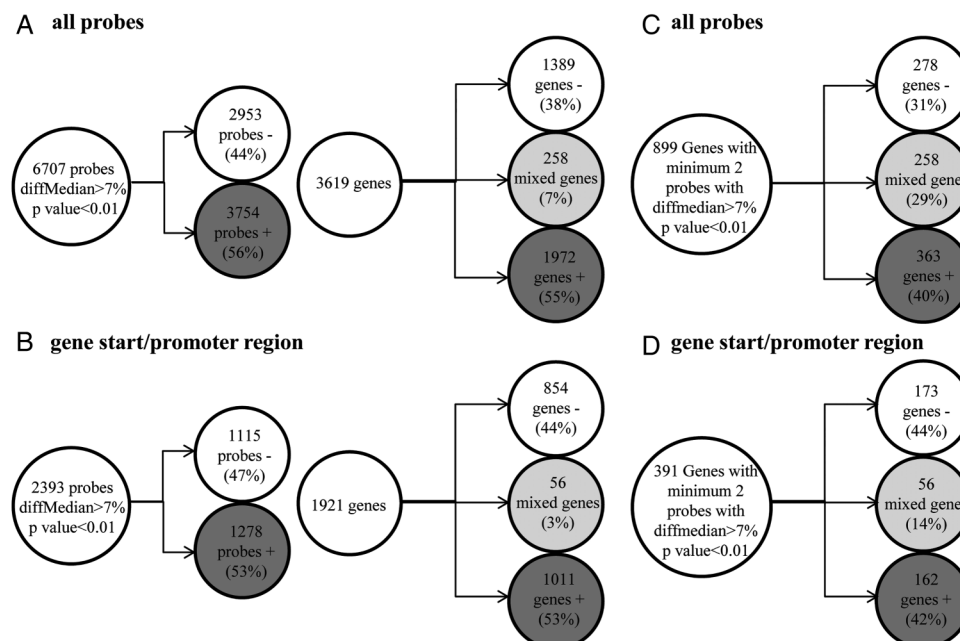 A all probes
6707 probes
diffMedian>7%
p value<0.01
2953
probes -
(44%)
3754
probes +
(56%)
3619 genes
1389
genes -
(38%)
258
mixed genes
(7%)
1972
genes +
(55%)
B gene start/promoter region
2393 probes
diffMedian>7%
p value<0.01
1115
probes -
(47%)
1278
probes +
(53%)
1921 genes
854
genes -
(44%)
56
mixed genes
(3%)
1011
genes +
(53%)
C all probes
899 Genes with
minimum 2
probes with
diffmedian>7%
p value<0.01
278
genes -
(31%)
258
mixed gene
(29%)
363
genes +
(40%)
D gene start/promoter region
391 Genes with
minimum 2
probes with
diffmedian>7%
p value<0.01
173
genes -
(44%)
56
mixed genes
(14%)
162
genes +
(42%)